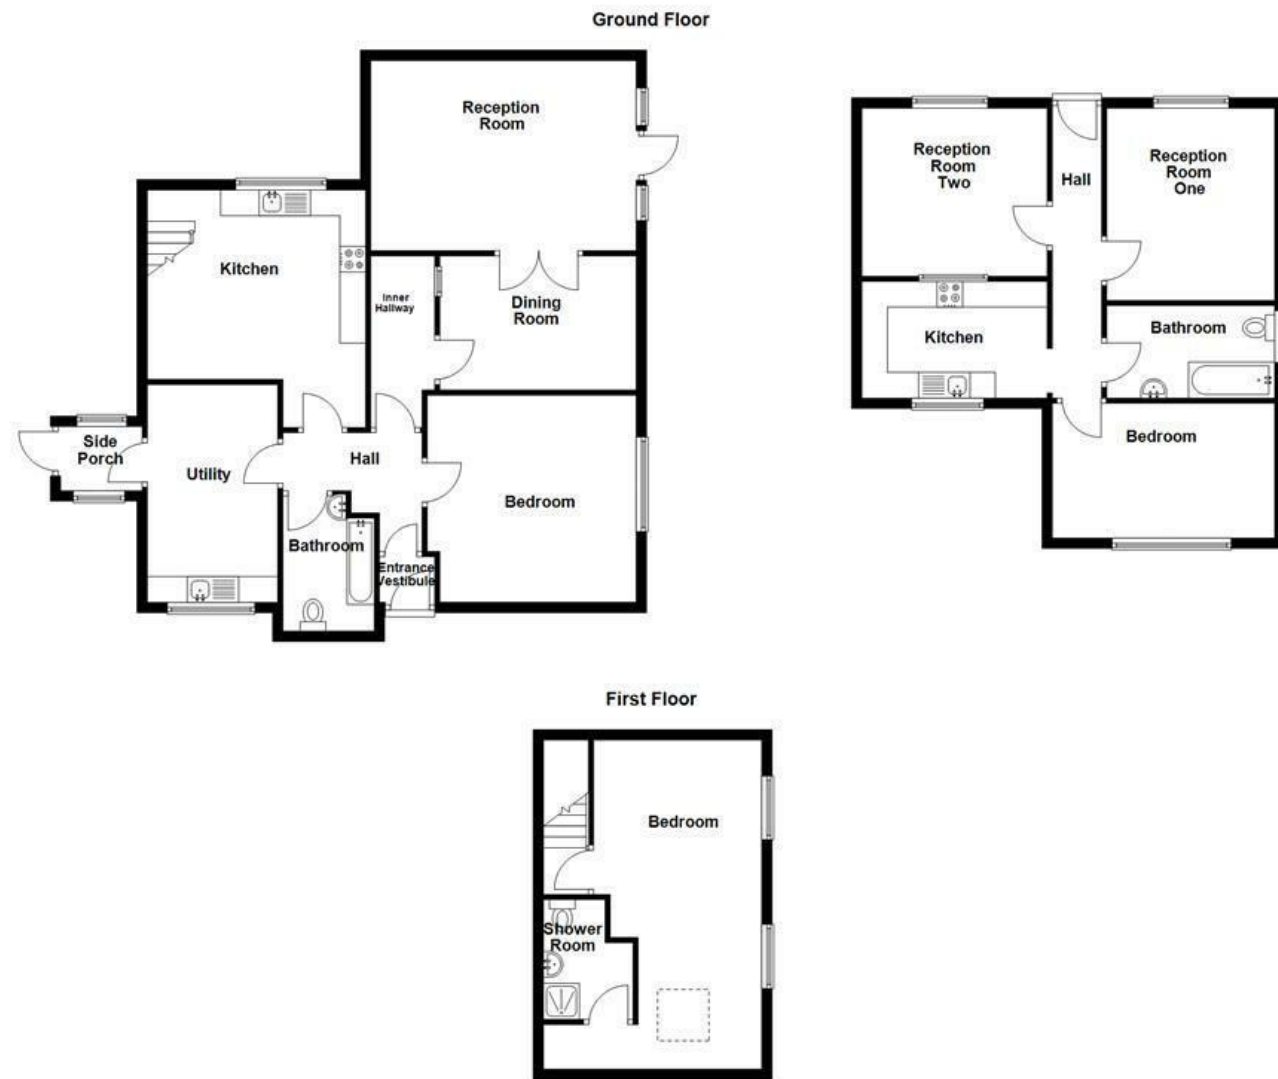 Ground Floor
Reception
Room
Kitchen
Inner
Hallway
Dining
Room
Side
Porch
Utility
Hall
Bedroom
Bathroom
Entrance
Vestibule
Reception
Room
Two
Hall
Reception
Room
One
Kitchen
Bathroom
Bedroom
First Floor
Bedroom
Shower
Room